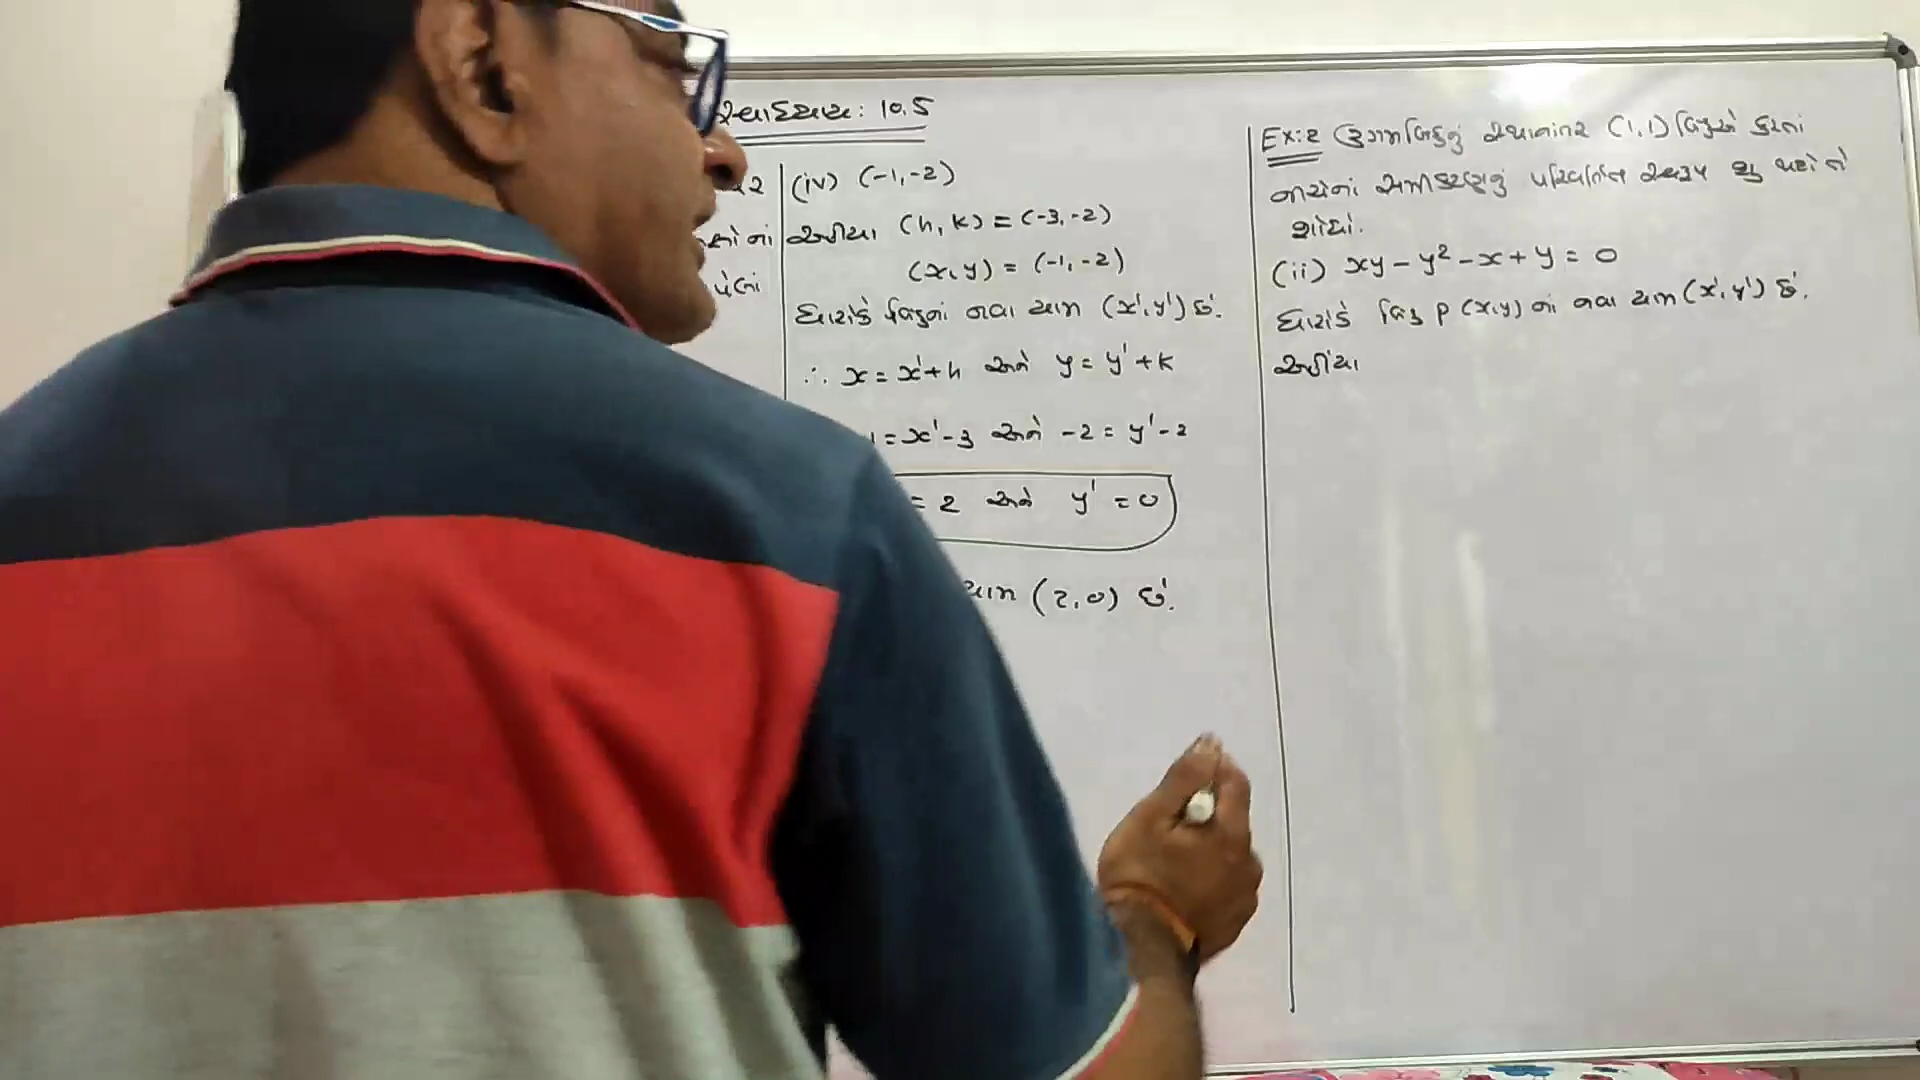 સ્વાધ્યાય: 10.5
(iv) (-1,-2)
અહીંયા (h, k) = (-3,-2)
(x, y) = (-1,-2)
ધારોકે બિંદુનાં નવા યામ (x', y') છે.
∴ x = x'+h અને y = y'+k
= x'-3 અને -2 = y'-2
= 2 અને y' = 0
યામ (2,0) છે.
Ex:2 ઉગમબિંદુનું સ્થાનાંતર (1,1) બિંદુએ કરતાં
નીચેનાં સમીકરણનું પરિવર્તિત સ્વરૂપ શું થશે તે
શોધો.
(ii) xy - y² - x + y = 0
ધારોકે બિંદુ P (x,y) નાં નવા યામ (x', y') છે.
અહીંયા